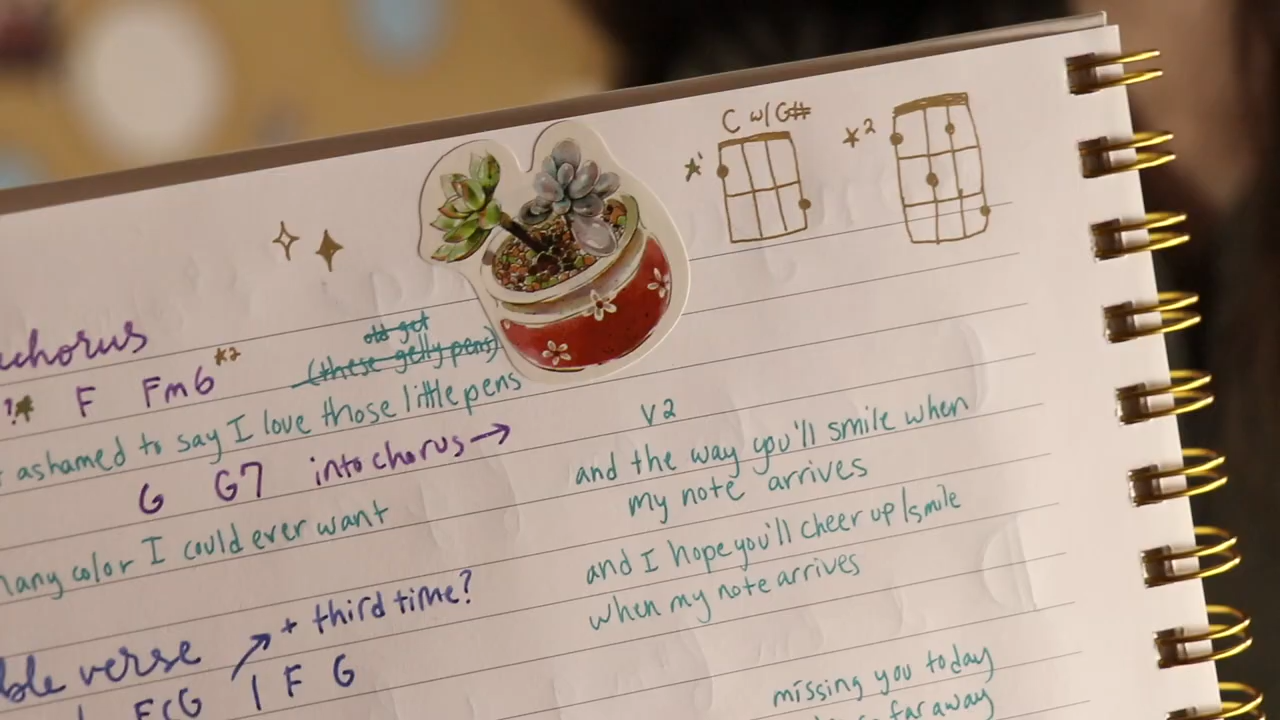 C w/G#
*1
*2
chorus
F Fm6 *2
old get
(these gelly pens)
ashamed to say I love those little pens
G G7 into chorus →
many color I could ever want
+ third time?
verse
F C G | F G
V2
and the way you'll smile when
my note arrives
and I hope you'll cheer up/smile
when my note arrives
missing you today
far away